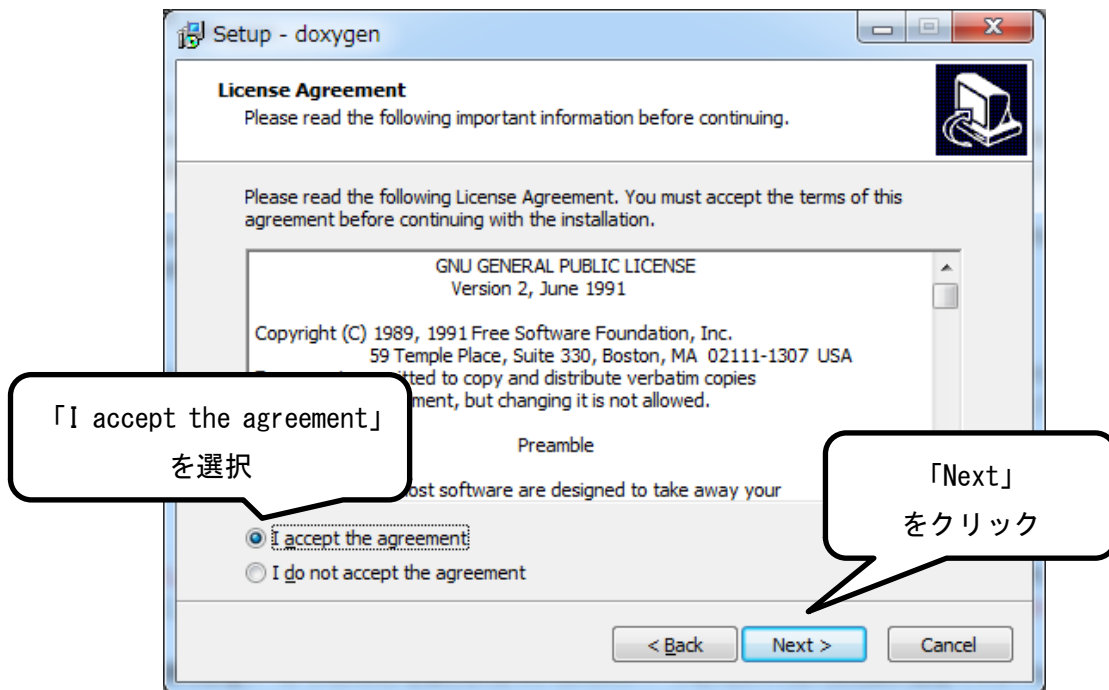 Setup - doxygen
License Agreement
Please read the following important information before continuing.
Please read the following License Agreement. You must accept the terms of this
agreement before continuing with the installation.
GNU GENERAL PUBLIC LICENSE
Version 2, June 1991
Copyright (C) 1989, 1991 Free Software Foundation, Inc.
59 Temple Place, Suite 330, Boston, MA 02111-1307 USA
to copy and distribute verbatim copies
, but changing it is not allowed.
Preamble
software are designed to take away your
「I accept the agreement」
を選択
「Next」
をクリック
I accept the agreement
I do not accept the agreement
< Back
Next >
Cancel